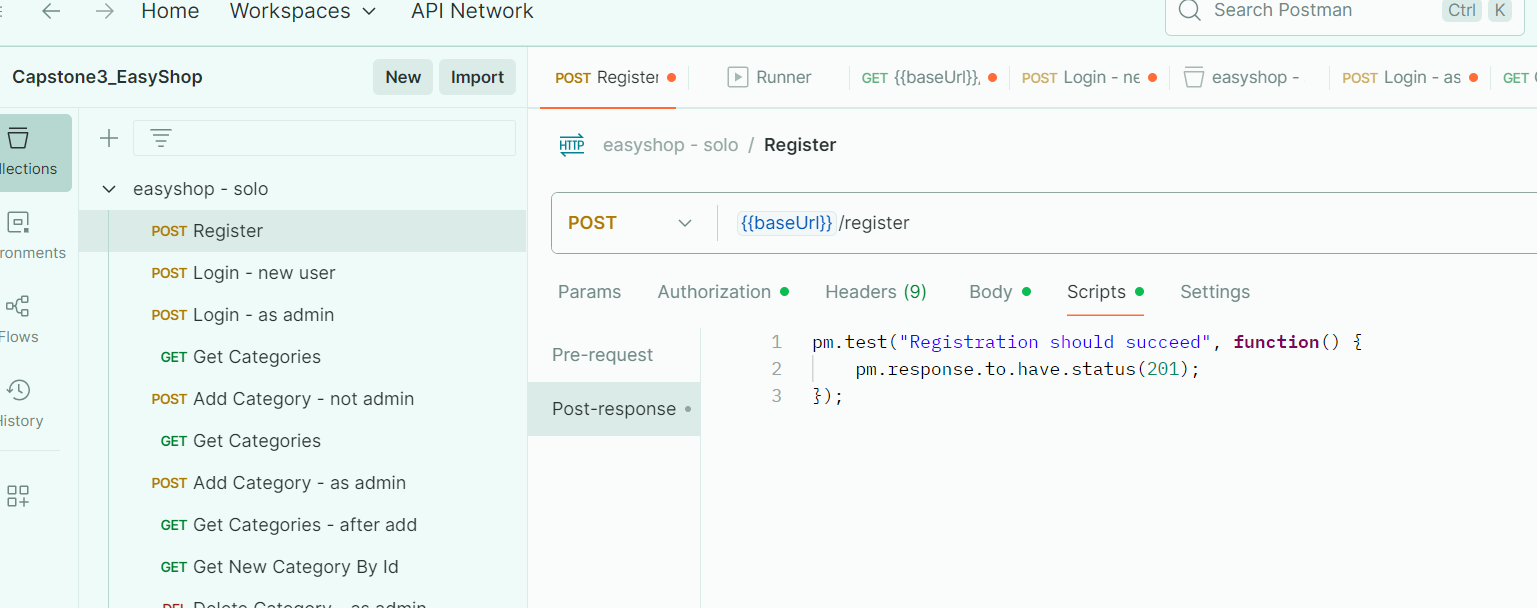 Home Workspaces API Network Search Postman Ctrl K
Capstone3_EasyShop New Import
POST Register Runner GET {{baseUrl}}, POST Login - ne easyshop - POST Login - as GET
HTTP easyshop - solo / Register
llections
easyshop - solo
POST {{baseUrl}}/register
POST Register
ronments
POST Login - new user
Params Authorization Headers (9) Body Scripts Settings
POST Login - as admin
Flows
Pre-request
1 pm.test("Registration should succeed", function() {
GET Get Categories
2 pm.response.to.have.status(201);
POST Add Category - not admin
Post-response
3 });
History
GET Get Categories
POST Add Category - as admin
GET Get Categories - after add
GET Get New Category By Id
DEL Delete Category - as admin